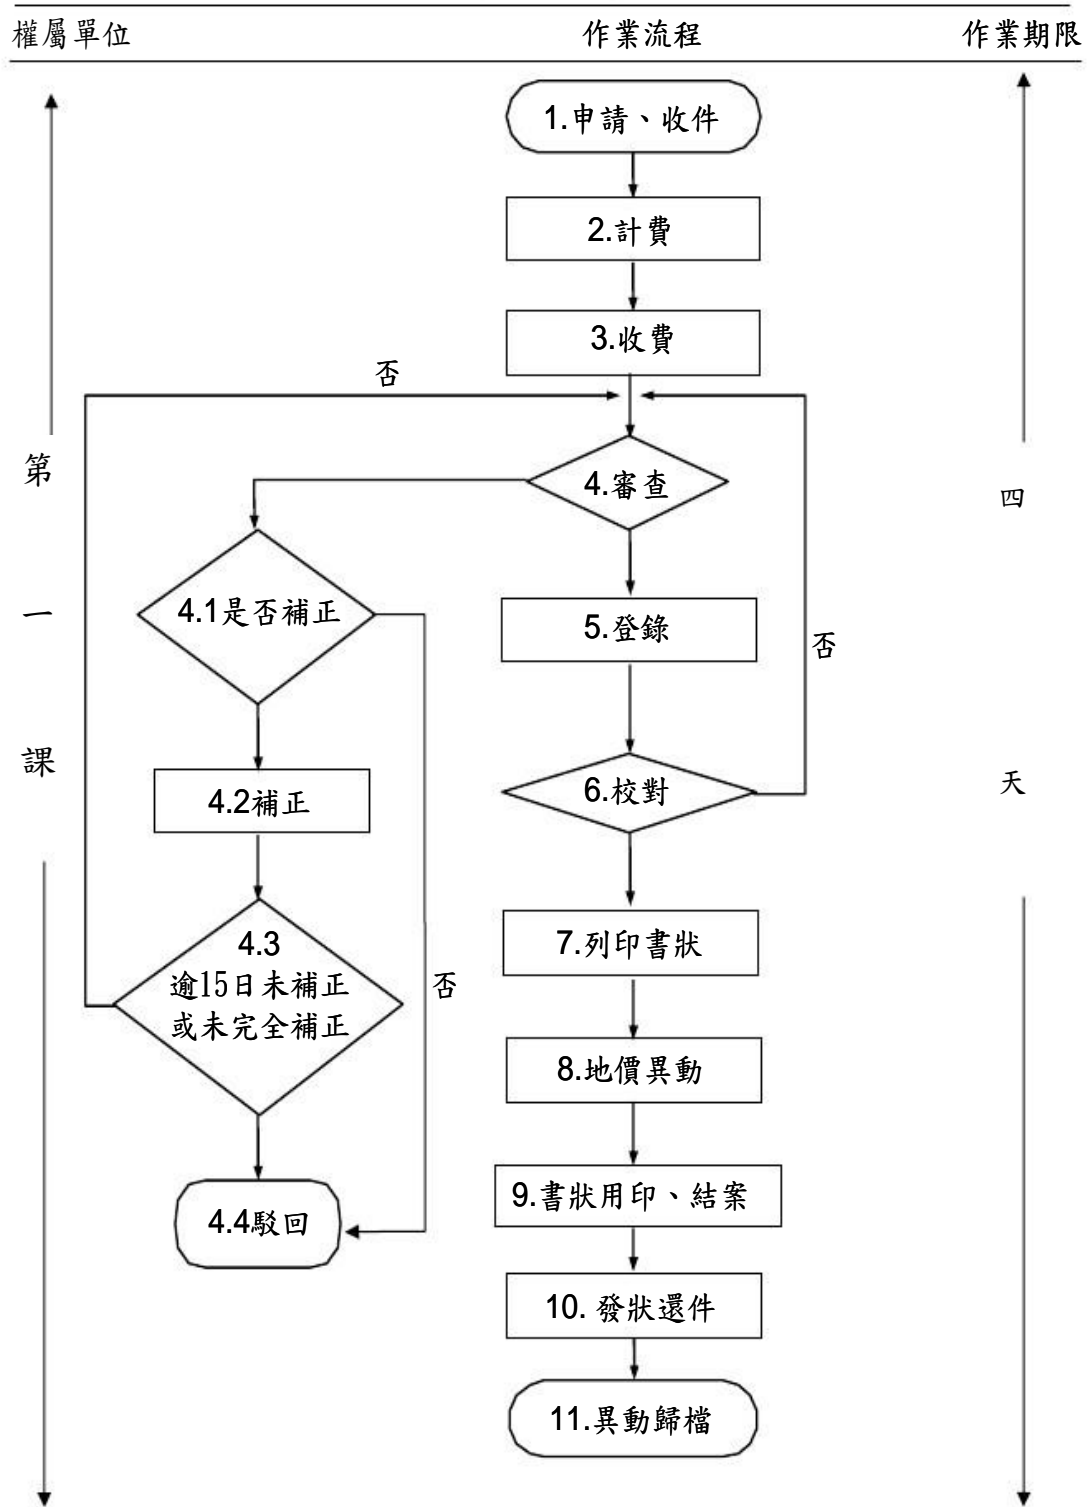 權屬單位 作業流程 作業期限
1.申請、收件
2.計費
3.收費
否
4.審查
第一課
四天
4.1是否補正
5.登錄
否
4.2補正
6.校對
4.3
逾15日未補正
或未完全補正
否
7.列印書狀
8.地價異動
4.4駁回
9.書狀用印、結案
10. 發狀還件
11.異動歸檔